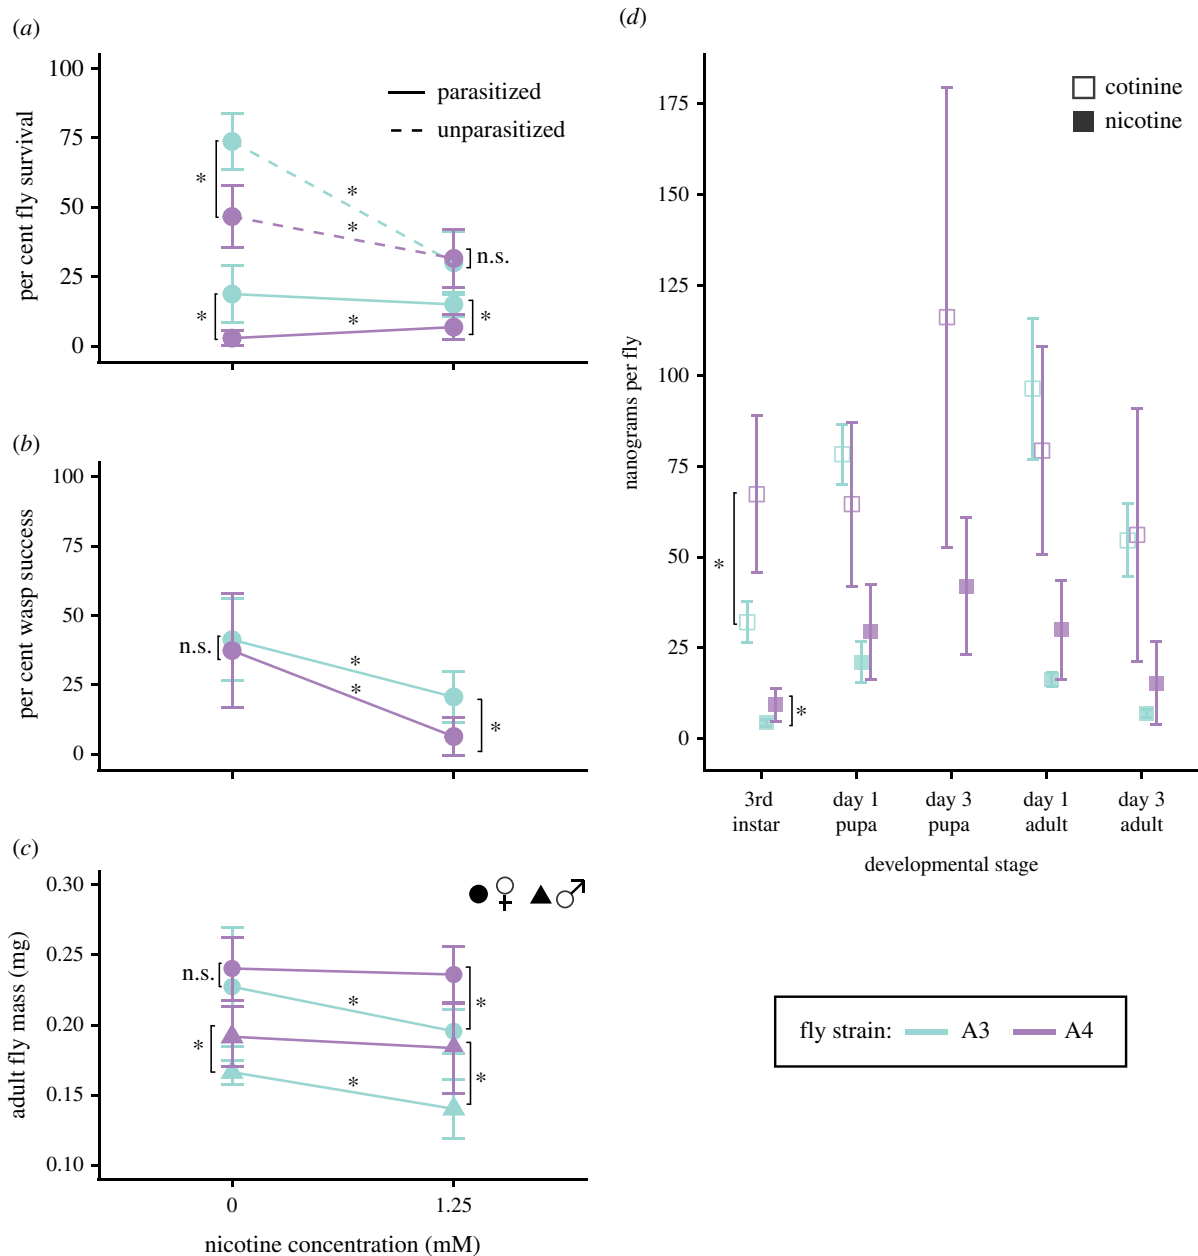 (a)
100
75
50
25
0
per cent fly survival
parasitized
unparasitized
*
*
*
n.s.
*
*
*
(b)
100
75
50
25
0
per cent wasp success
n.s.
*
*
*
(c)
0.30
0.25
0.20
0.15
0.10
adult fly mass (mg)
♀
♂
n.s.
*
*
*
*
*
0
1.25
nicotine concentration (mM)
(d)
cotinine
nicotine
175
150
125
100
75
50
25
0
nanograms per fly
*
*
3rd instar
day 1 pupa
day 3 pupa
day 1 adult
day 3 adult
developmental stage
fly strain: A3 A4